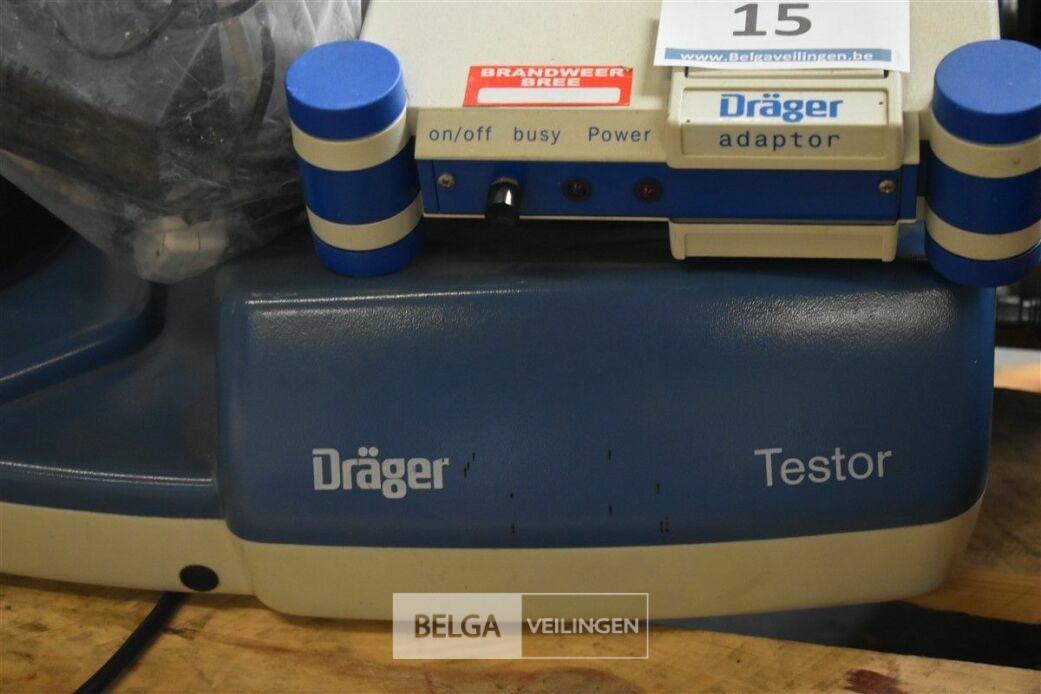 15
www.Belgaveilingen.be
BRANDWEER
BREE
Dräger
adaptor
on/off busy Power
Dräger Testor
BELGA VEILINGEN